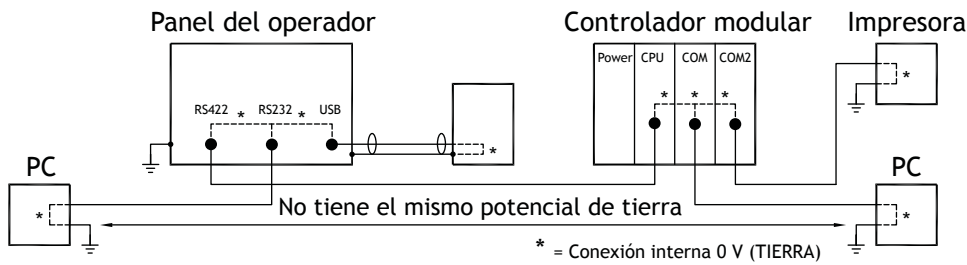 Panel del operador
Controlador modular
Impresora
Power CPU COM COM2
*
* * *
RS422 * RS232 * USB
*
PC
PC
*
No tiene el mismo potencial de tierra
*
* = Conexión interna 0 V (TIERRA)